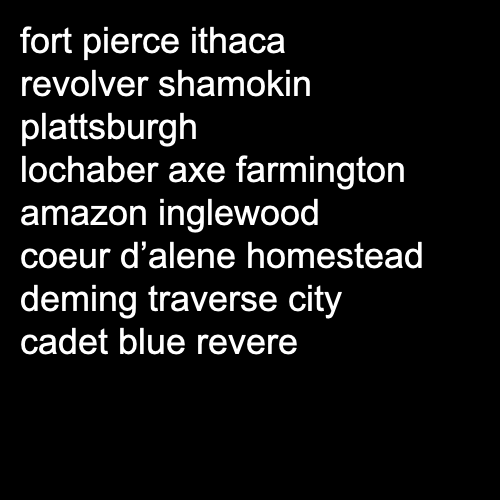 fort pierce ithaca
revolver shamokin
plattsburgh
lochaber axe farmington
amazon inglewood
coeur d’alene homestead
deming traverse city
cadet blue revere